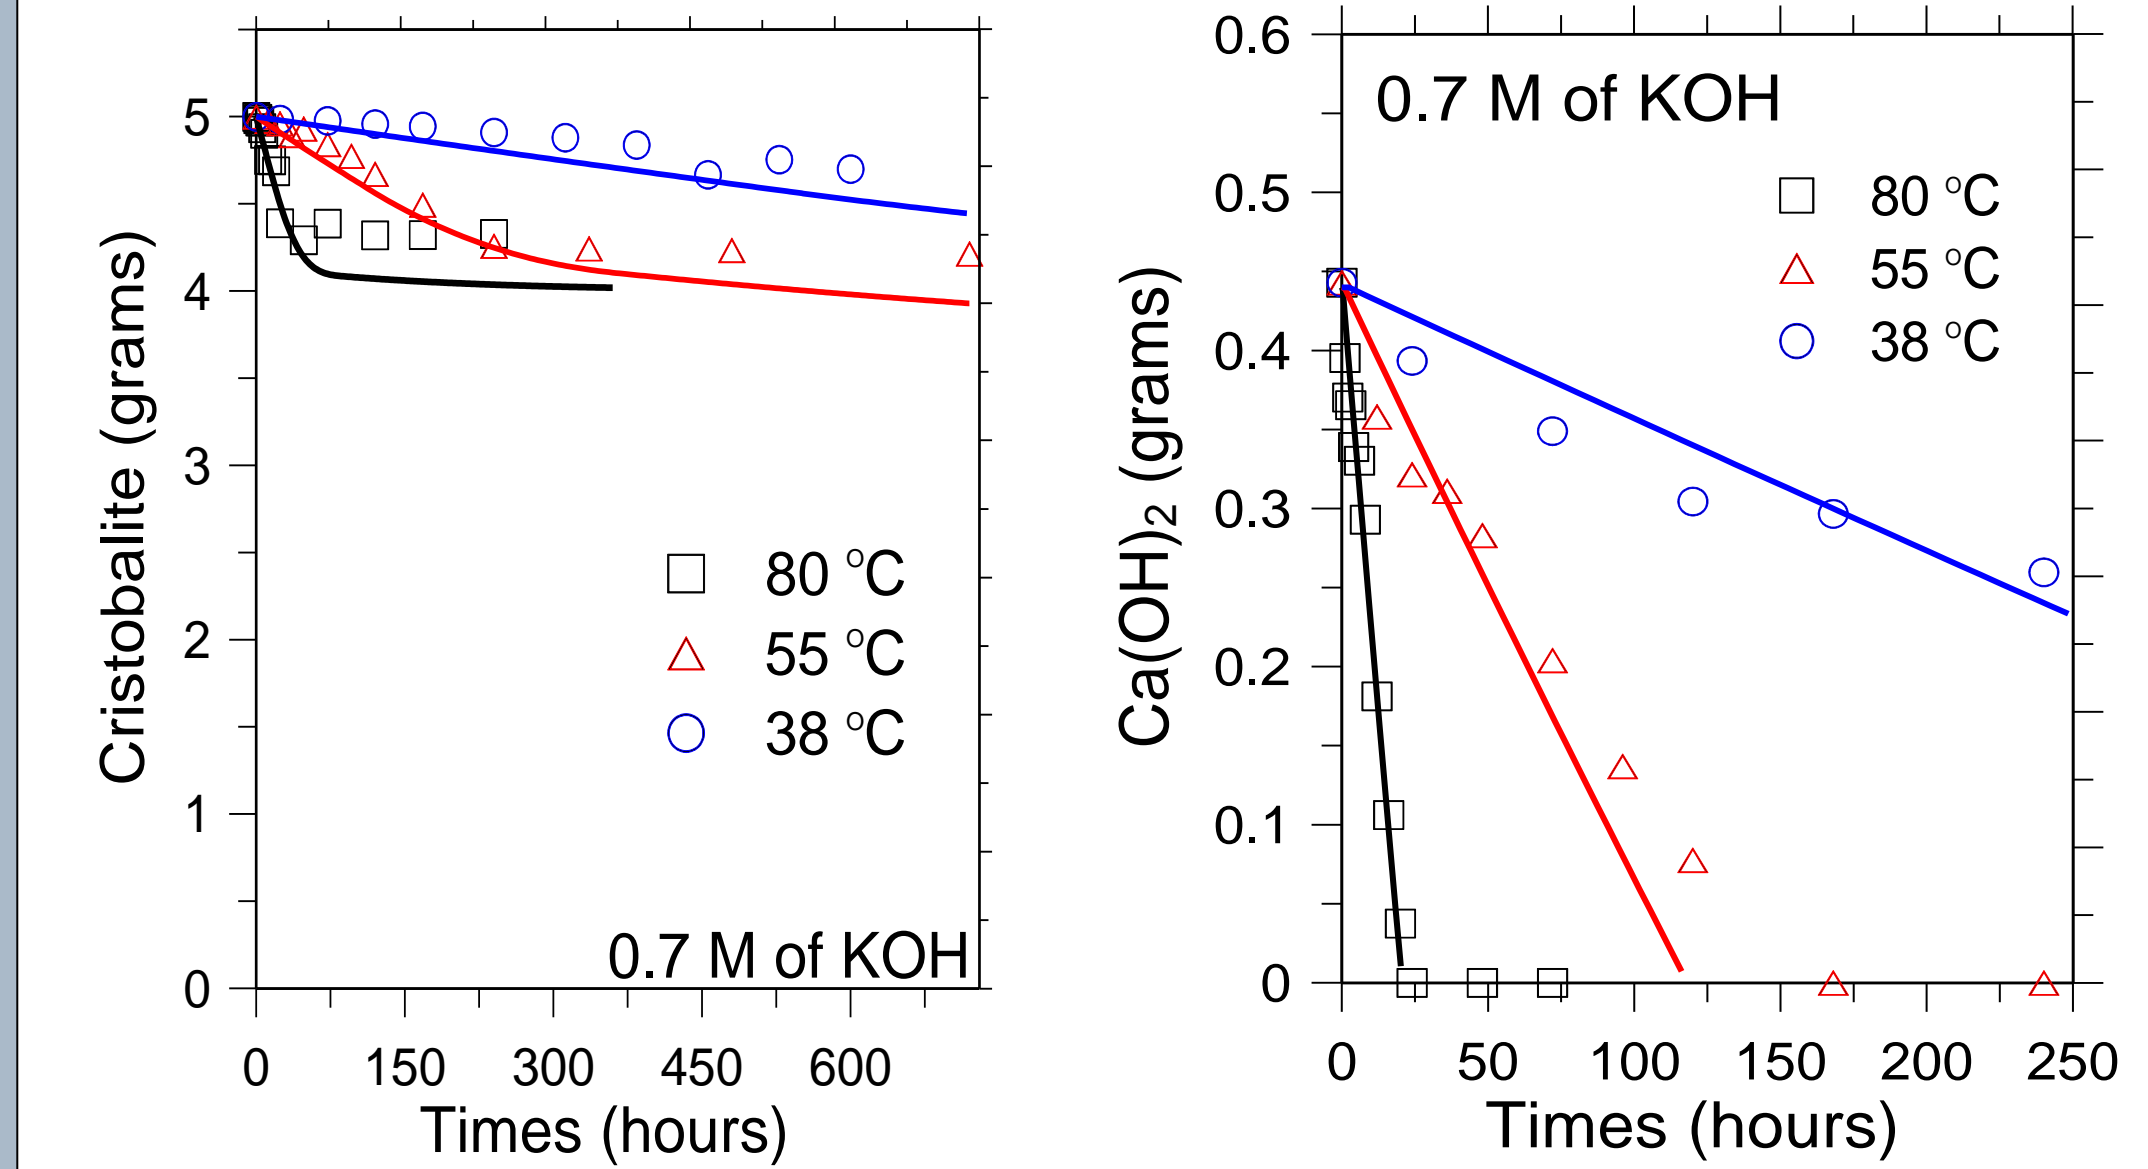 5
4
3
2
1
0
Cristobalite (grams)
80 °C
55 °C
38 °C
0.7 M of KOH
0 150 300 450 600
Times (hours)
0.6
0.5
0.4
0.3
0.2
0.1
0
Ca(OH)₂ (grams)
0.7 M of KOH
80 °C
55 °C
38 °C
0 50 100 150 200 250
Times (hours)